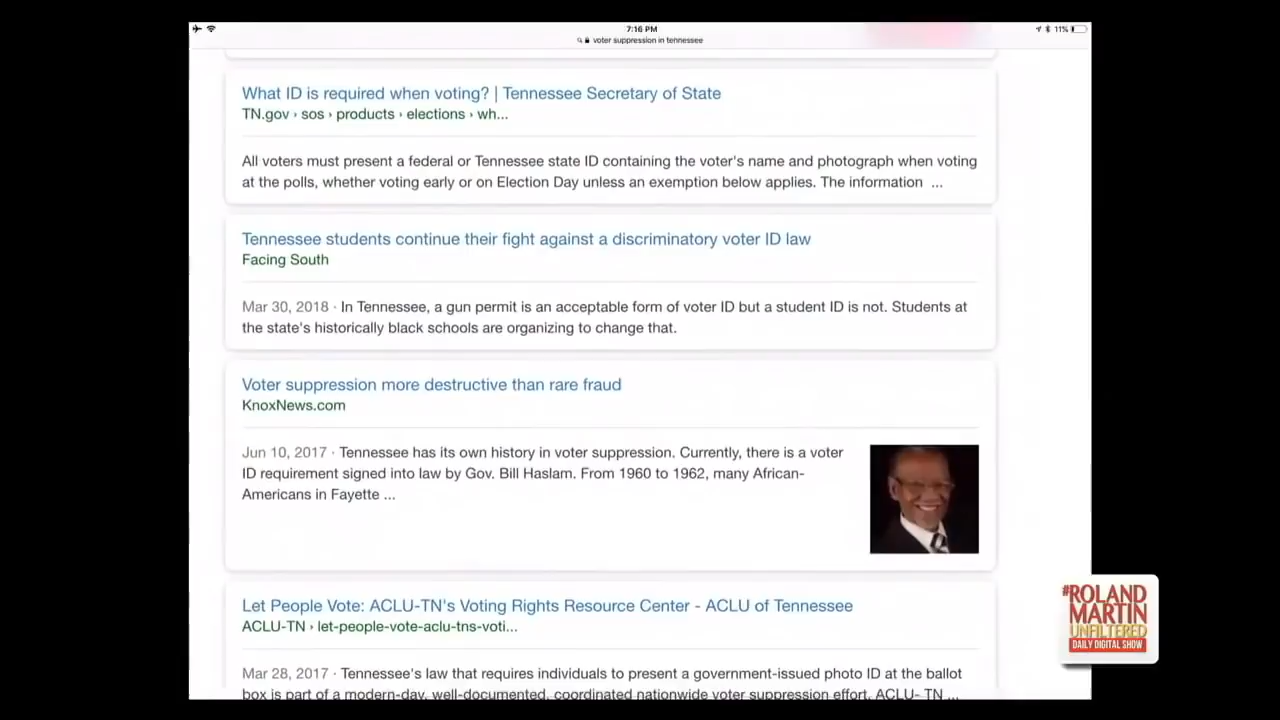 7:16 PM
11%
voter suppression in tennessee
What ID is required when voting? | Tennessee Secretary of State
TN.gov › sos › products › elections › wh...
All voters must present a federal or Tennessee state ID containing the voter's name and photograph when voting
at the polls, whether voting early or on Election Day unless an exemption below applies. The information ...
Tennessee students continue their fight against a discriminatory voter ID law
Facing South
Mar 30, 2018 · In Tennessee, a gun permit is an acceptable form of voter ID but a student ID is not. Students at
the state's historically black schools are organizing to change that.
Voter suppression more destructive than rare fraud
KnoxNews.com
Jun 10, 2017 · Tennessee has its own history in voter suppression. Currently, there is a voter
ID requirement signed into law by Gov. Bill Haslam. From 1960 to 1962, many African-
Americans in Fayette ...
Let People Vote: ACLU-TN's Voting Rights Resource Center - ACLU of Tennessee
ACLU-TN › let-people-vote-aclu-tns-voti...
Mar 28, 2017 · Tennessee's law that requires individuals to present a government-issued photo ID at the ballot
box is part of a modern-day, well-documented, coordinated nationwide voter suppression effort. ACLU- TN ...
#ROLAND
MARTIN
UNFILTERED
DAILY DIGITAL SHOW